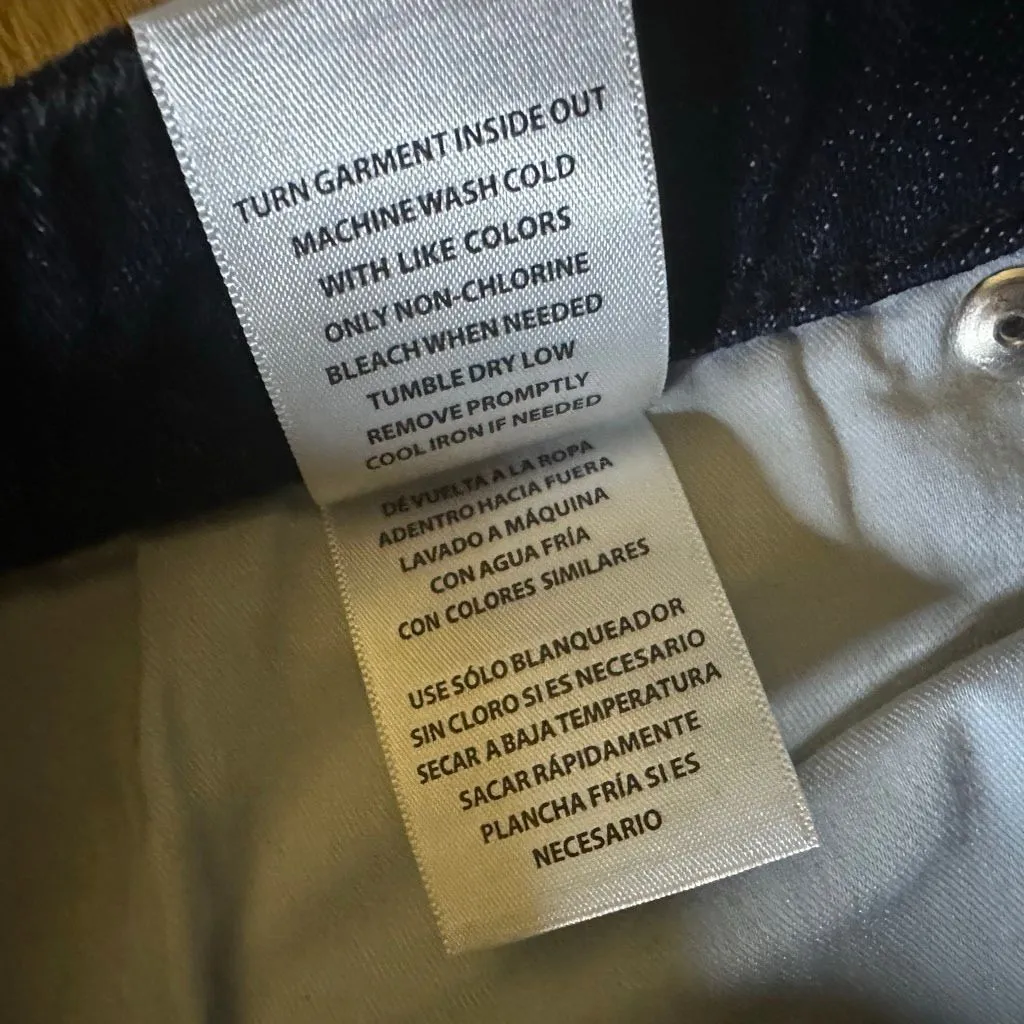 TURN GARMENT INSIDE OUT
MACHINE WASH COLD
WITH LIKE COLORS
ONLY NON-CHLORINE
BLEACH WHEN NEEDED
TUMBLE DRY LOW
REMOVE PROMPTLY
COOL IRON IF NEEDED
DÉ VUELTA A LA ROPA
ADENTRO HACIA FUERA
LAVADO A MÁQUINA
CON AGUA FRÍA
CON COLORES SIMILARES
USE SÓLO BLANQUEADOR
SIN CLORO SI ES NECESARIO
SECAR A BAJA TEMPERATURA
SACAR RÁPIDAMENTE
PLANCHA FRÍA SI ES
NECESARIO